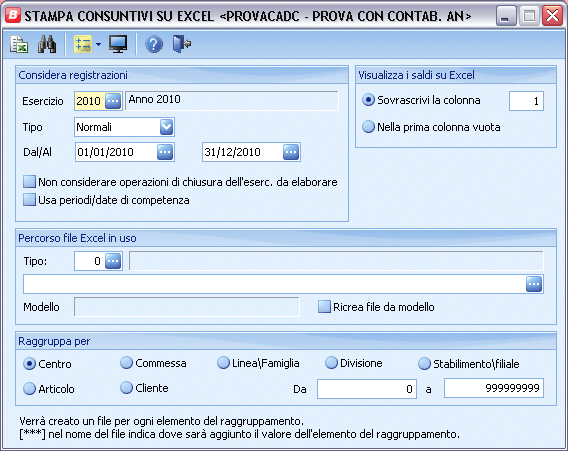 B STAMPA CONSUNTIVI SU EXCEL <PROVACADC - PROVA CON CONTAB. AN>
Considera registrazioni
Esercizio 2010 ... Anno 2010
Tipo Normali
Dal/Al 01/01/2010 ... 31/12/2010 ...
Non considerare operazioni di chiusura dell'eserc. da elaborare
Usa periodi/date di competenza
Visualizza i saldi su Excel
Sovrascrivi la colonna 1
Nella prima colonna vuota
Percorso file Excel in uso
Tipo: 0 ...
...
Modello Ricrea file da modello
Raggruppa per
Centro Commessa Linea\Famiglia Divisione Stabilimento\filiale
Articolo Cliente Da 0 a 999999999
Verrà creato un file per ogni elemento del raggruppamento.
[***] nel nome del file indica dove sarà aggiunto il valore dell'elemento del raggruppamento.